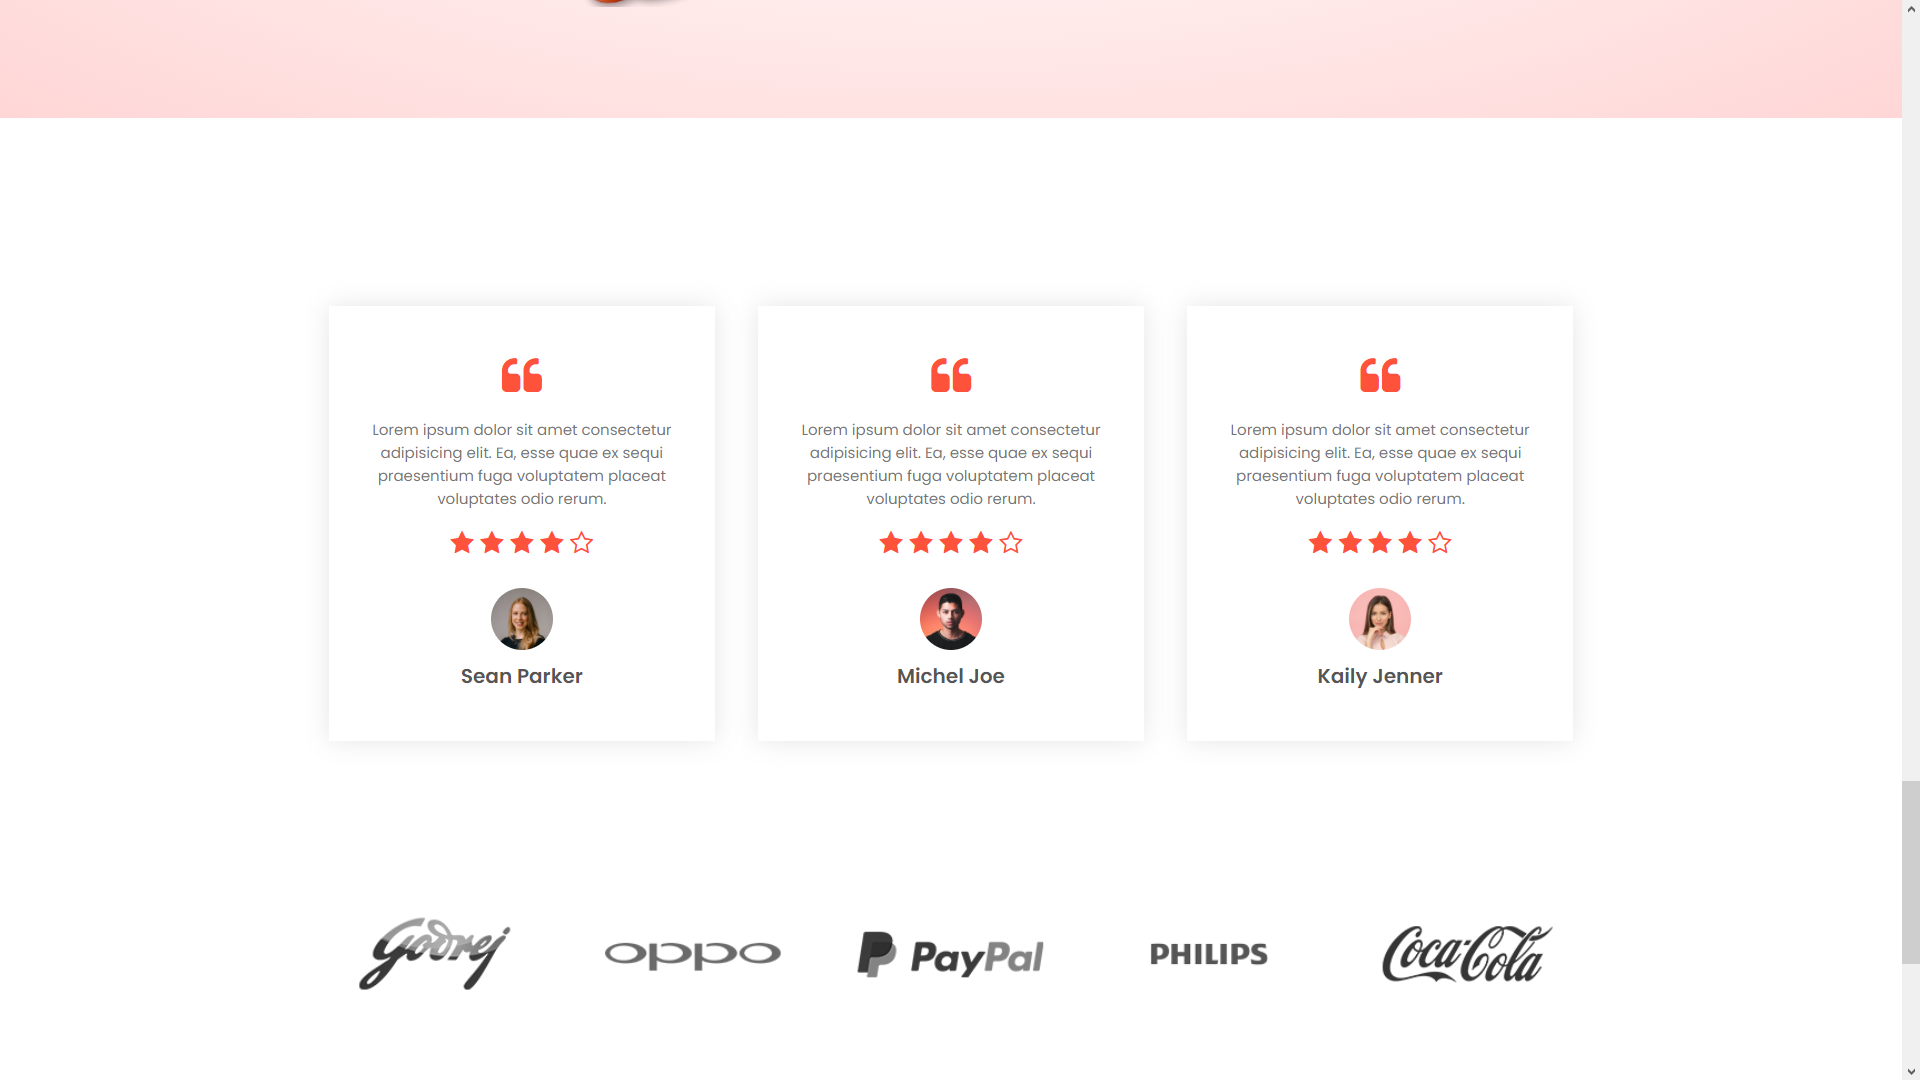 Lorem ipsum dolor sit amet consectetur
adipisicing elit. Ea, esse quae ex sequi
praesentium fuga voluptatem placeat
voluptates odio rerum.
Sean Parker
Lorem ipsum dolor sit amet consectetur
adipisicing elit. Ea, esse quae ex sequi
praesentium fuga voluptatem placeat
voluptates odio rerum.
Michel Joe
Lorem ipsum dolor sit amet consectetur
adipisicing elit. Ea, esse quae ex sequi
praesentium fuga voluptatem placeat
voluptates odio rerum.
Kaily Jenner
Godrej
oppo
PayPal
PHILIPS
Coca-Cola